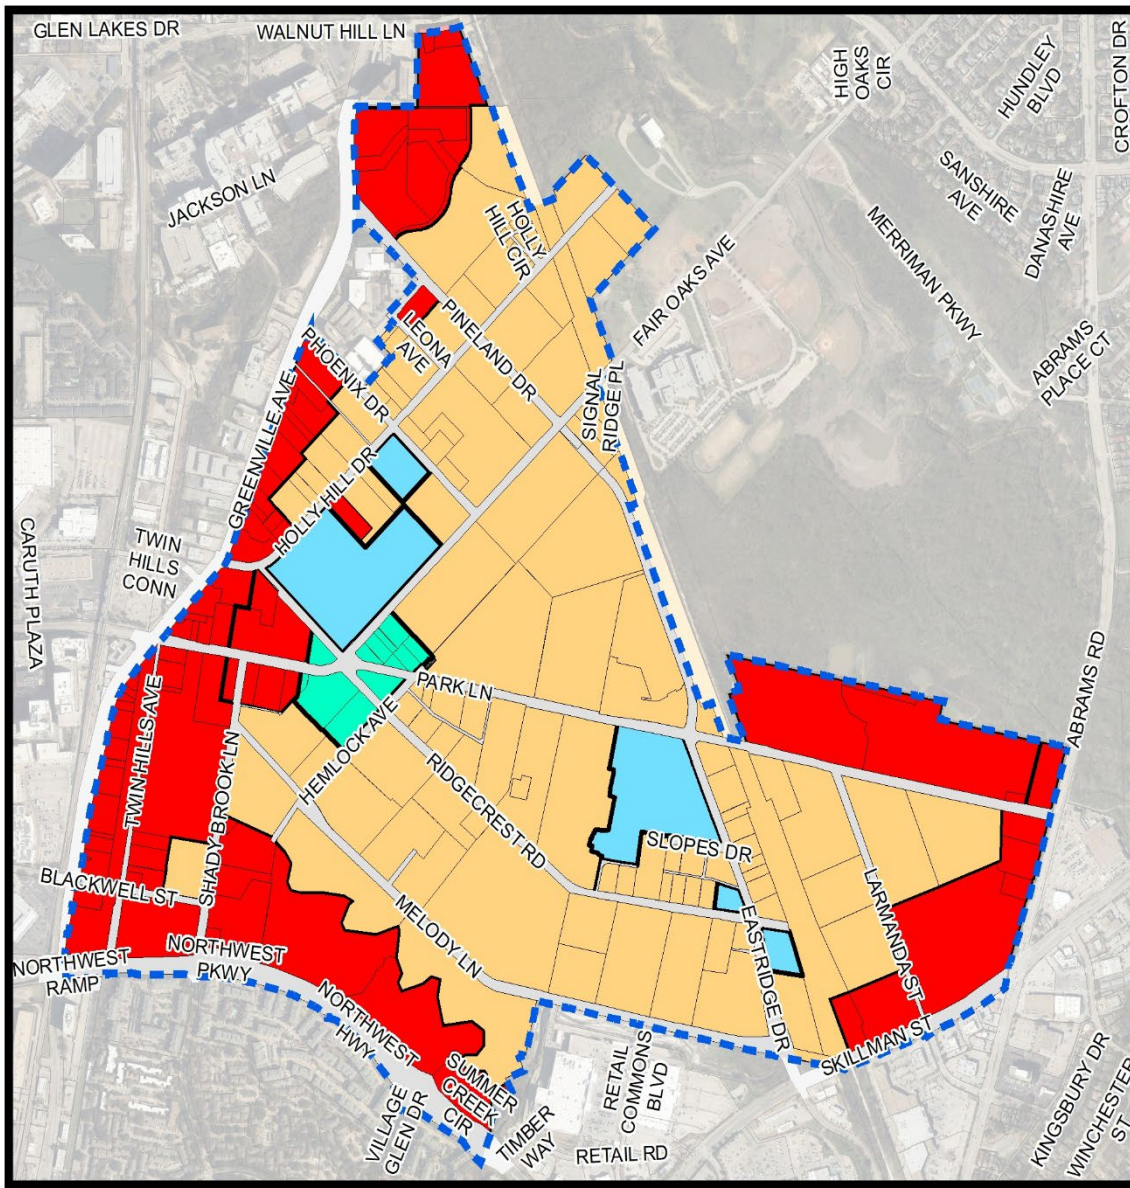 GLEN LAKES DR
WALNUT HILL LN
HIGH
OAKS
CIR
HUNDLEY
BLVD
CROFTON DR
JACKSON LN
SANSHIRE
AVE
DANASHIRE
AVE
HOLLY
HILL CIR
MERRIMAN PKWY
FAIR OAKS AVE
PINELAND DR
LEONA
AVE
PHOENIX DR
ABRAMS
PLACE CT
SIGNAL
RIDGE PL
GREENVILLE AVE
HOLLY HILL DR
TWIN
HILLS
CONN
CARUTH PLAZA
PARK LN
ABRAMS RD
HEMLOCK AVE
TWIN HILLS AVE
SHADY BROOK LN
RIDGECREST RD
SLOPES DR
BLACKWELL ST
MELODY LN
EASTRIDGE DR
LARMANDA ST
NORTHWEST
RAMP
NORTHWEST
PKWY
NORTHWEST
HWY
SKILLMAN ST
SUMMER
CREEK
CIR
VILLAGE
GLEN DR
TIMBER
WAY
RETAIL
COMMONS
BLVD
RETAIL RD
KINGSBURY DR
WINCHESTER
ST